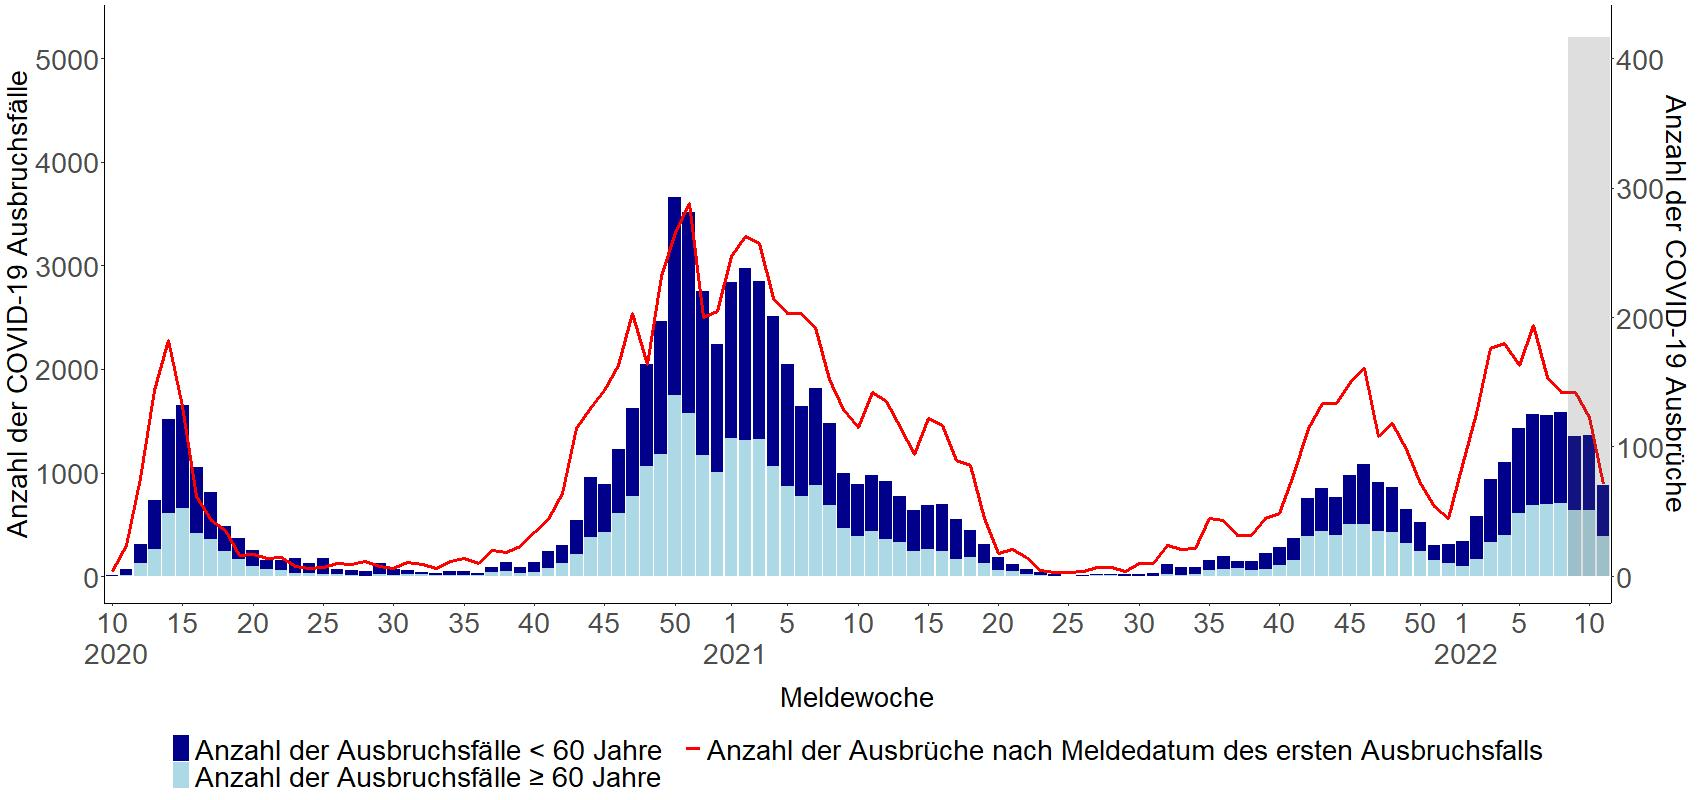 Anzahl der COVID-19 Ausbruchsfälle
5000
4000
3000
2000
1000
0
400
300
200
100
0
Anzahl der COVID-19 Ausbrüche
10 15 20 25 30 35 40 45 50 1 5 10 15 20 25 30 35 40 45 50 1 5 10
2020 2021 2022
Meldewoche
Anzahl der Ausbruchsfälle < 60 Jahre Anzahl der Ausbrüche nach Meldedatum des ersten Ausbruchsfalls
Anzahl der Ausbruchsfälle ≥ 60 Jahre